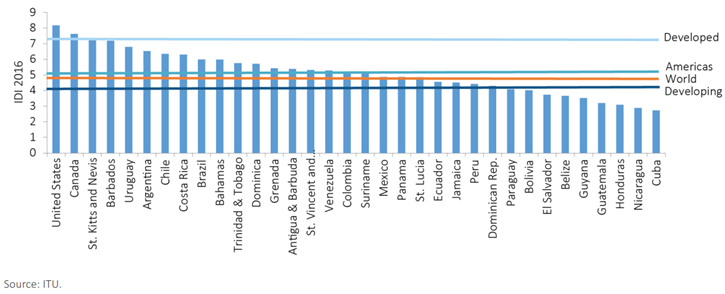 IDI 2016
9
8
7
6
5
4
3
2
1
0
Developed
Americas
World
Developing
United States
Canada
St. Kitts and Nevis
Barbados
Uruguay
Argentina
Chile
Costa Rica
Brazil
Bahamas
Trinidad & Tobago
Dominica
Grenada
Antigua & Barbuda
St. Vincent and...
Venezuela
Colombia
Suriname
Mexico
Panama
St. Lucia
Ecuador
Jamaica
Peru
Dominican Rep.
Paraguay
Bolivia
El Salvador
Belize
Guyana
Guatemala
Honduras
Nicaragua
Cuba
Source: ITU.